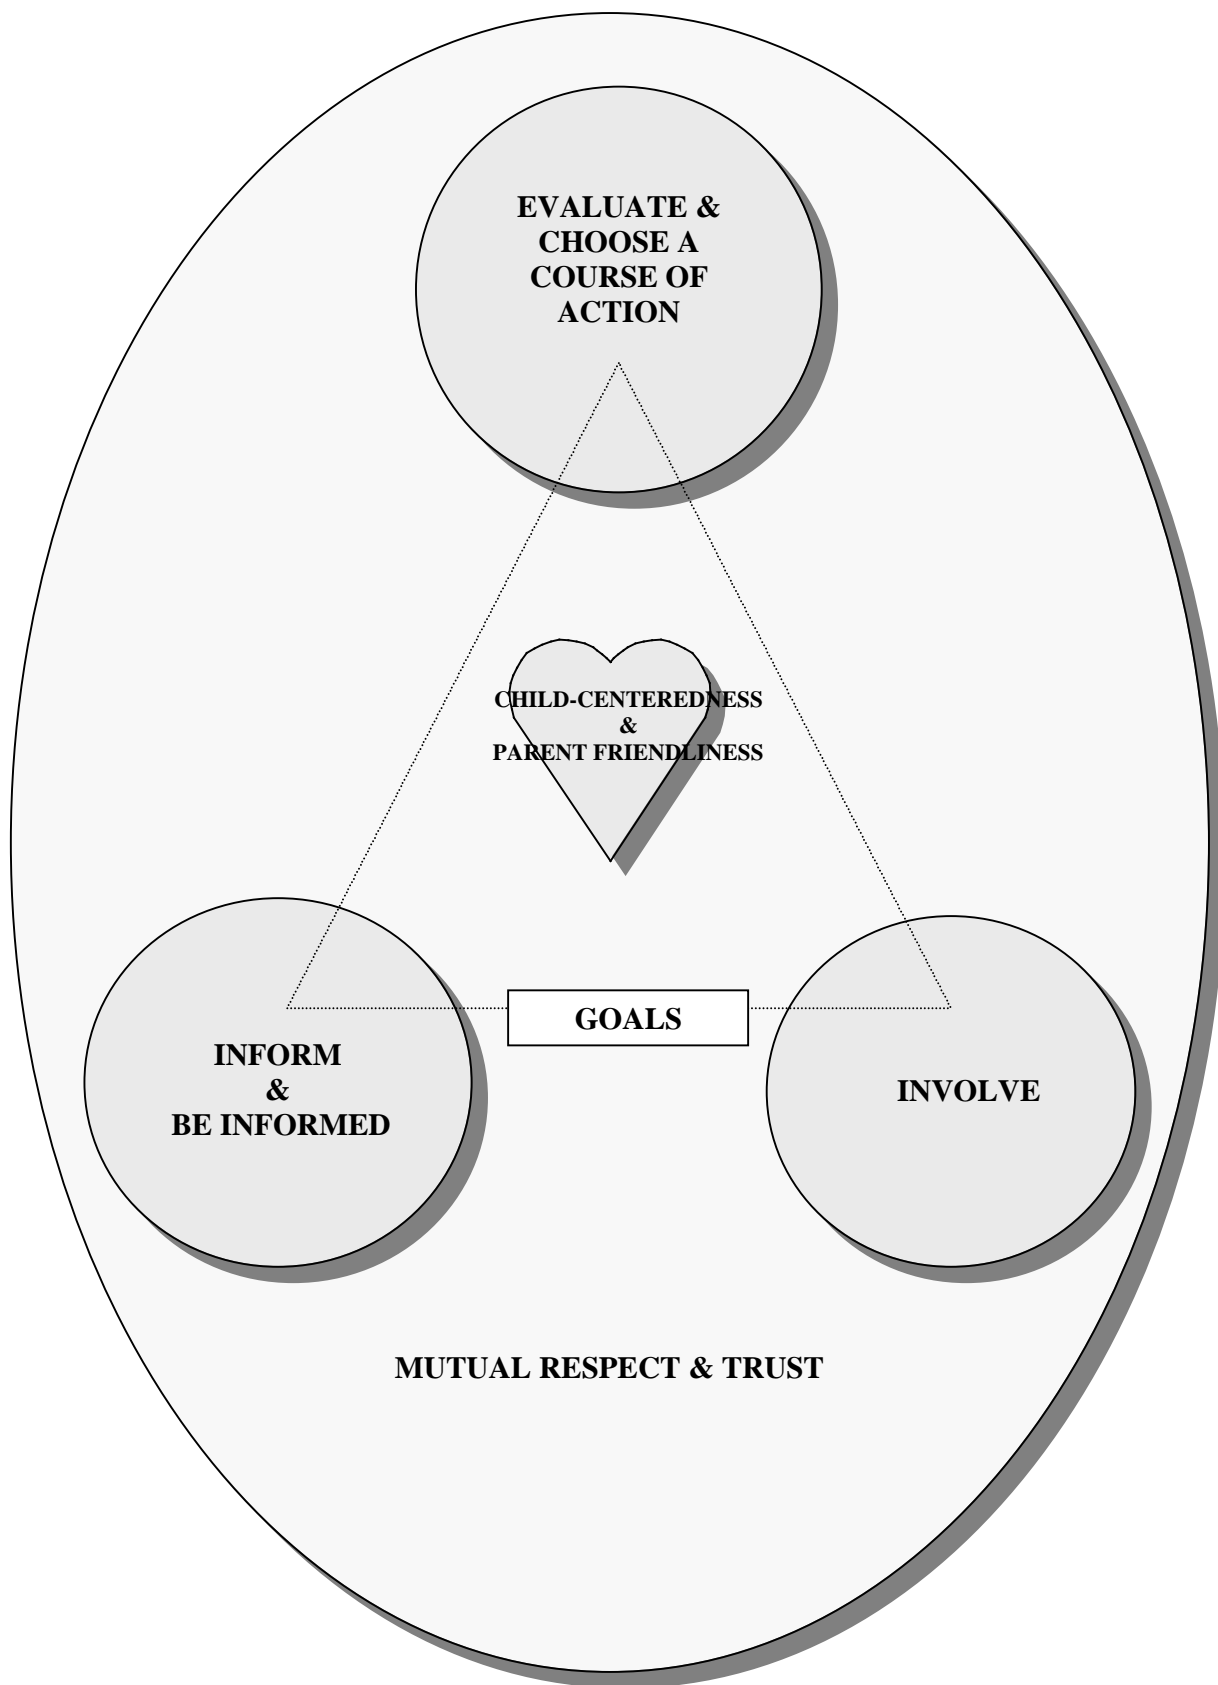 EVALUATE &
CHOOSE A
COURSE OF
ACTION
CHILD-CENTEREDNESS
&
PARENT FRIENDLINESS
GOALS
INFORM
&
BE INFORMED
INVOLVE
MUTUAL RESPECT & TRUST